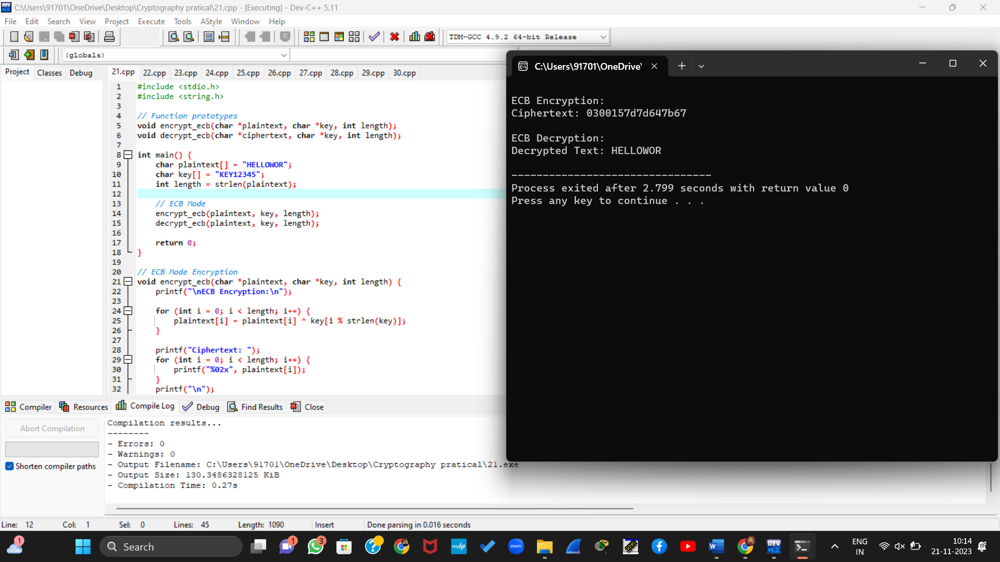 C:\Users\91701\OneDrive\Desktop\Cryptography pratical\21.cpp - [Executing] - Dev-C++ 5.11
File Edit Search View Project Execute Tools AStyle Window Help
TDM-GCC 4.9.2 64-bit Release
(globals)
Project Classes Debug
21.cpp 22.cpp 23.cpp 24.cpp 25.cpp 26.cpp 27.cpp 28.cpp 29.cpp 30.cpp
1 #include <stdio.h>
2 #include <string.h>
3
4 // Function prototypes
5 void encrypt_ecb(char *plaintext, char *key, int length);
6 void decrypt_ecb(char *ciphertext, char *key, int length);
7
8 int main() {
9 char plaintext[] = "HELLOWOR";
10 char key[] = "KEY12345";
11 int length = strlen(plaintext);
12
13 // ECB Mode
14 encrypt_ecb(plaintext, key, length);
15 decrypt_ecb(plaintext, key, length);
16
17 return 0;
18 }
19
20 // ECB Mode Encryption
21 void encrypt_ecb(char *plaintext, char *key, int length) {
22 printf("\nECB Encryption:\n");
23
24 for (int i = 0; i < length; i++) {
25 plaintext[i] = plaintext[i] ^ key[i % strlen(key)];
26 }
27
28 printf("Ciphertext: ");
29 for (int i = 0; i < length; i++) {
30 printf("%02x", plaintext[i]);
31 }
32 printf("\n");
C:\Users\91701\OneDrive\
ECB Encryption:
Ciphertext: 0300157d7d647b67
ECB Decryption:
Decrypted Text: HELLOWOR
--------------------------------
Process exited after 2.799 seconds with return value 0
Press any key to continue . . .
Compiler Resources Compile Log Debug Find Results Close
Abort Compilation
Shorten compiler paths
Compilation results...
--------
- Errors: 0
- Warnings: 0
- Output Filename: C:\Users\91701\OneDrive\Desktop\Cryptography pratical\21.exe
- Output Size: 130.3486328125 KiB
- Compilation Time: 0.27s
Line: 12 Col: 1 Sel: 0 Lines: 45 Length: 1090 Insert Done parsing in 0.016 seconds
1
Search
1
3
myhp
zoom
W
DEV C++
ENG
IN
10:14
21-11-2023